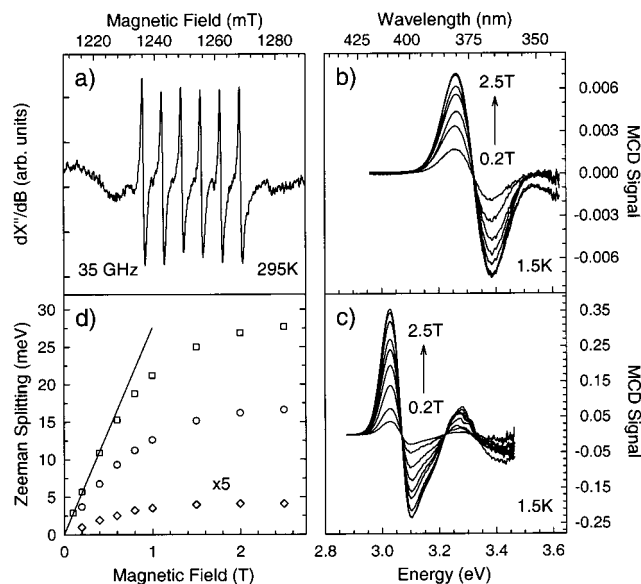 Magnetic Field (mT)
1220 1240 1260 1280
a)
dX"/dB (arb. units)
35 GHz
295K
Wavelength (nm)
425 400 375 350
b)
2.5T
0.2T
1.5K
0.006
0.003
0.000
-0.003
-0.006
MCD Signal
d)
Zeeman Splitting (meV)
30
25
20
15
10
5
0
x5
0 1 2
Magnetic Field (T)
c)
2.5T
0.2T
1.5K
0.35
0.25
0.15
0.05
-0.05
-0.15
-0.25
MCD Signal
2.8 3.0 3.2 3.4 3.6
Energy (eV)